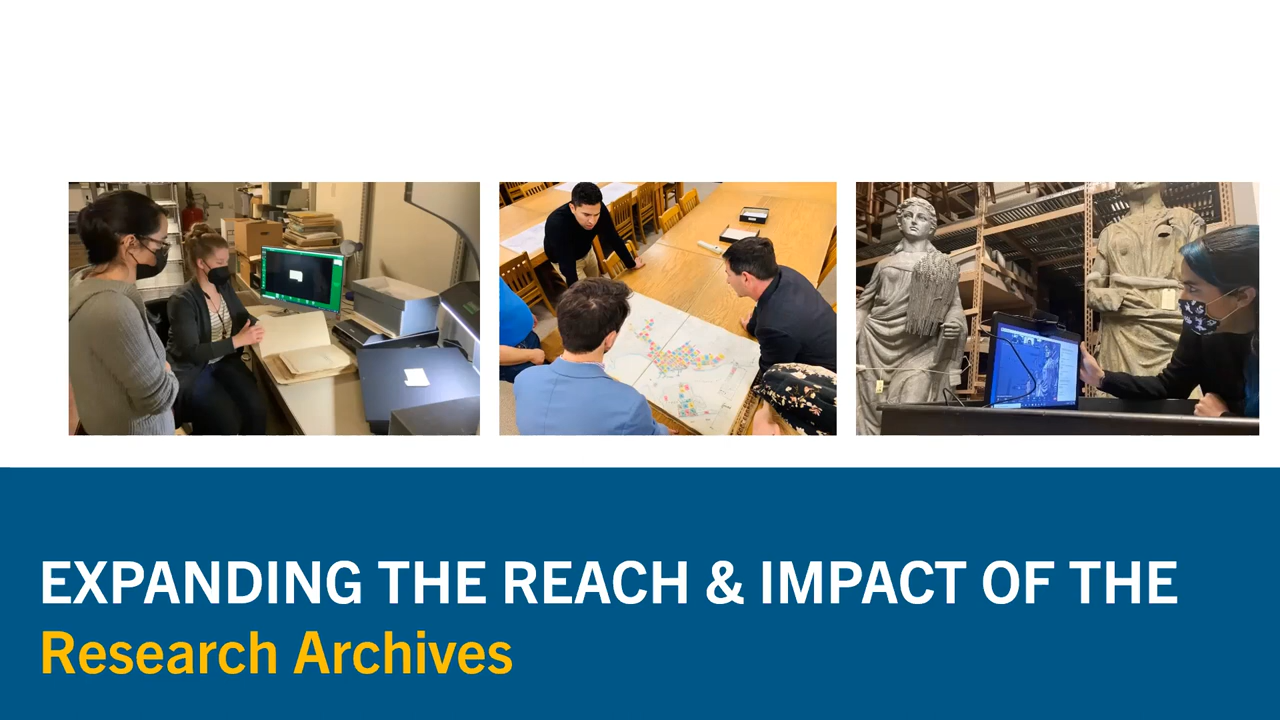 EXPANDING THE REACH & IMPACT OF THE
Research Archives